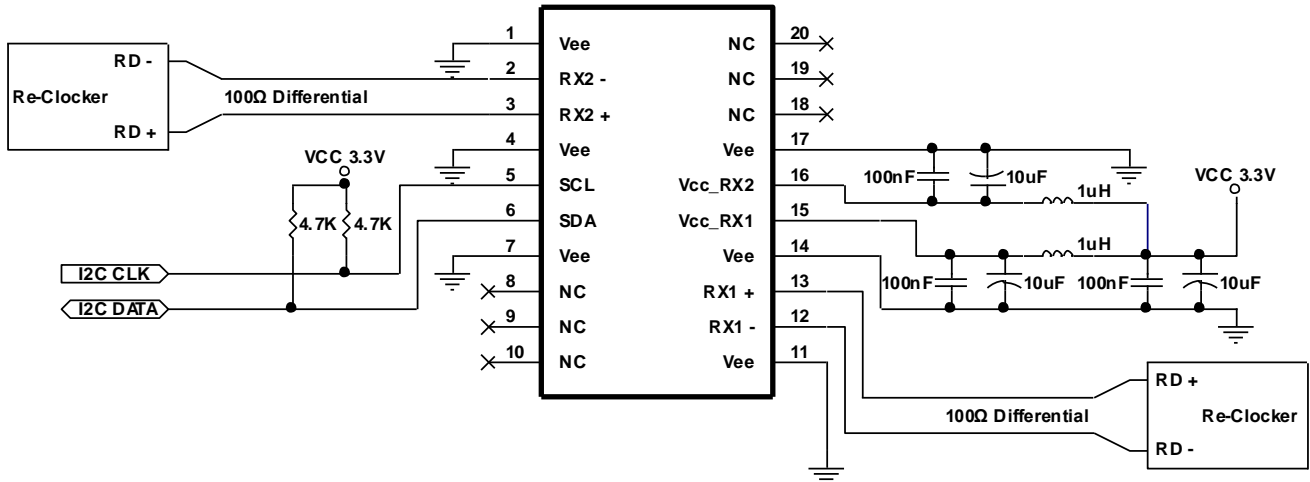 Re-Clocker
RD -
RD +
100Ω Differential
VCC 3.3V
4.7K
4.7K
I2C CLK
I2C DATA
1
2
3
4
5
6
7
8
9
10
Vee
RX2 -
RX2 +
Vee
SCL
SDA
Vee
NC
NC
NC
NC
NC
NC
Vee
Vcc_RX2
Vcc_RX1
Vee
RX1 +
RX1 -
Vee
20
19
18
17
16
15
14
13
12
11
100nF
10uF
1uH
VCC 3.3V
1uH
100nF
10uF
100nF
10uF
100Ω Differential
RD +
Re-Clocker
RD -